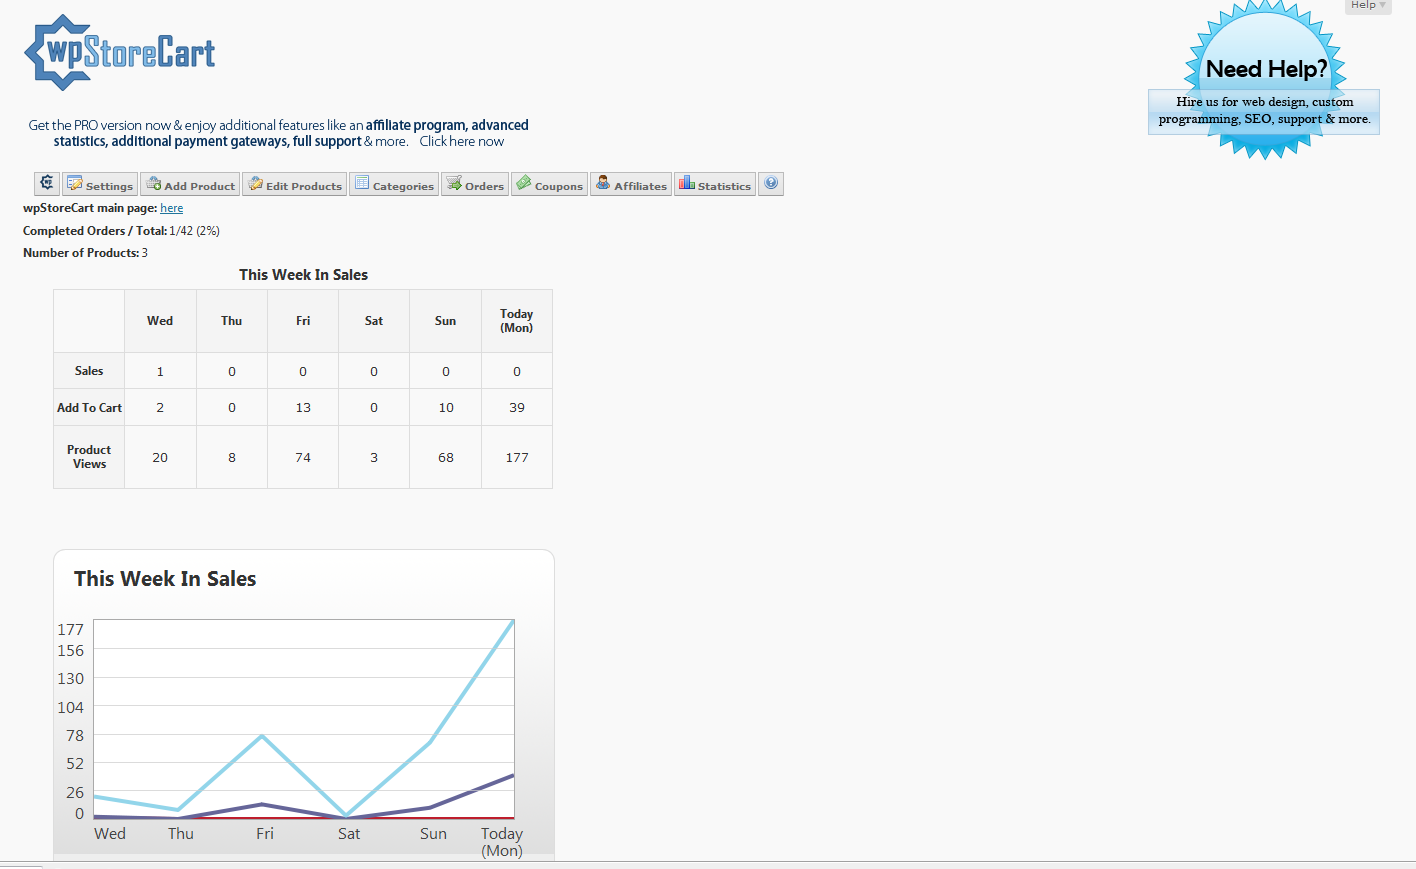 Help
wpStoreCart
Need Help?
Hire us for web design, custom
programming, SEO, support & more.
Get the PRO version now & enjoy additional features like an affiliate program, advanced
statistics, additional payment gateways, full support & more. Click here now
Settings Add Product Edit Products Categories Orders Coupons Affiliates Statistics
wpStoreCart main page: here
Completed Orders / Total: 1/42 (2%)
Number of Products: 3
This Week In Sales
Wed Thu Fri Sat Sun Today
(Mon)
Sales 1 0 0 0 0 0
Add To Cart 2 0 13 0 10 39
Product
Views 20 8 74 3 68 177
This Week In Sales
177
156
130
104
78
52
26
0
Wed Thu Fri Sat Sun Today
(Mon)